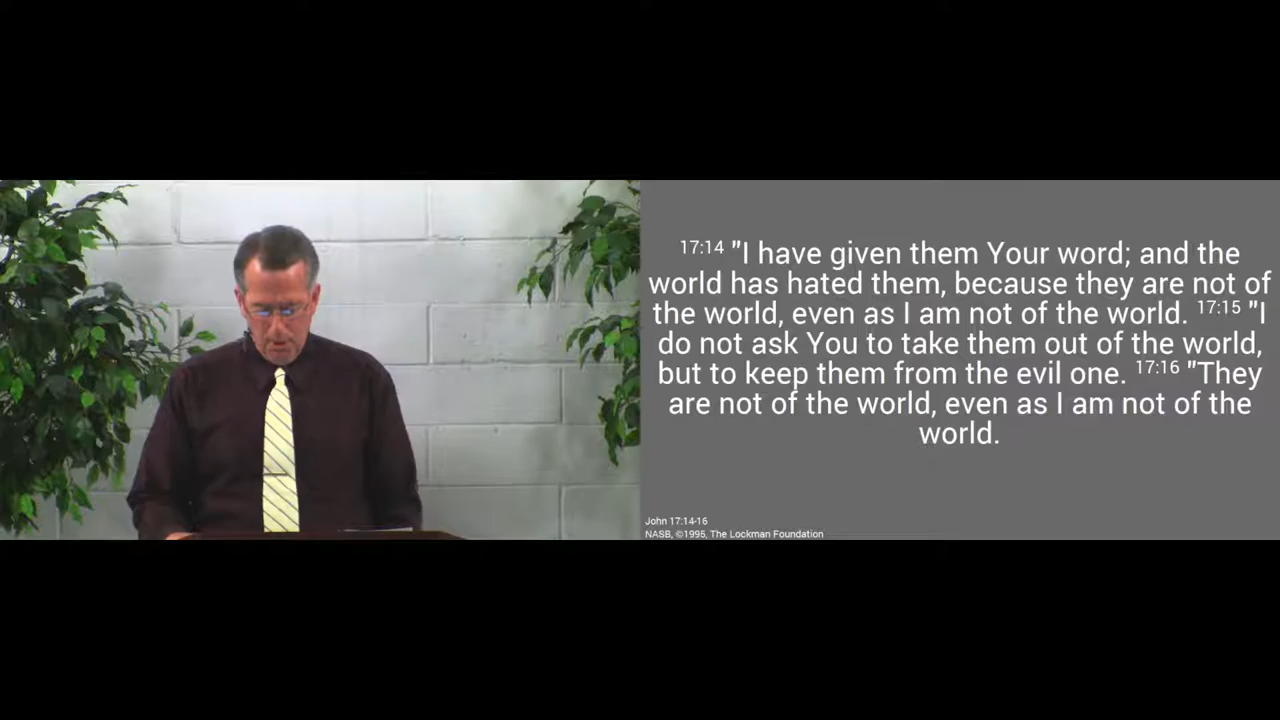 17:14 "I have given them Your word; and the
world has hated them, because they are not of
the world, even as I am not of the world. 17:15 "I
do not ask You to take them out of the world,
but to keep them from the evil one. 17:16 "They
are not of the world, even as I am not of the
world.
John 17:14-16
NASB, ©1995, The Lockman Foundation